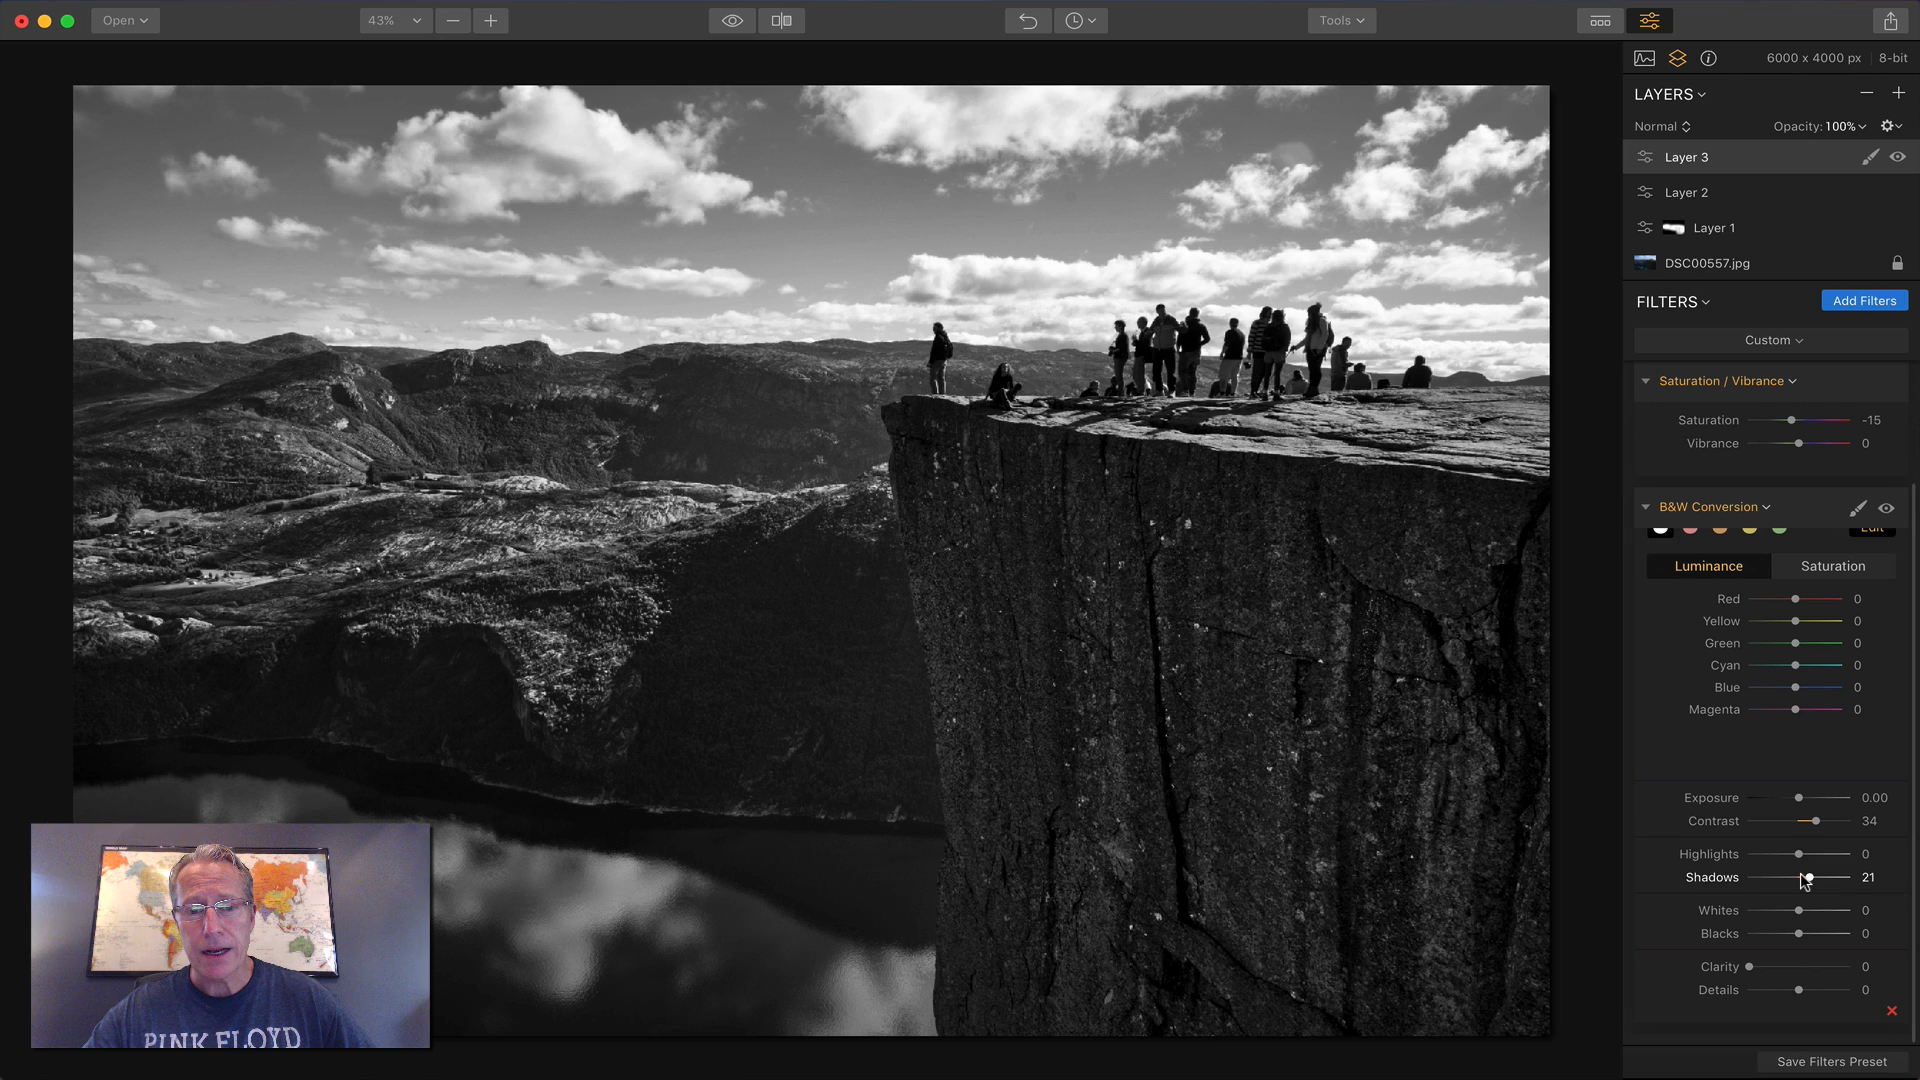 Open
43%
Tools
6000 x 4000 px
8-bit
LAYERS
Normal
Opacity: 100%
Layer 3
Layer 2
Layer 1
DSC00557.jpg
FILTERS
Add Filters
Custom
Saturation / Vibrance
Saturation -15
Vibrance 0
B&W Conversion
Edit
Luminance
Saturation
Red 0
Yellow 0
Green 0
Cyan 0
Blue 0
Magenta 0
Exposure 0.00
Contrast 34
Highlights 0
Shadows 21
Whites 0
Blacks 0
Clarity 0
Details 0
Save Filters Preset
PINK FLOYD